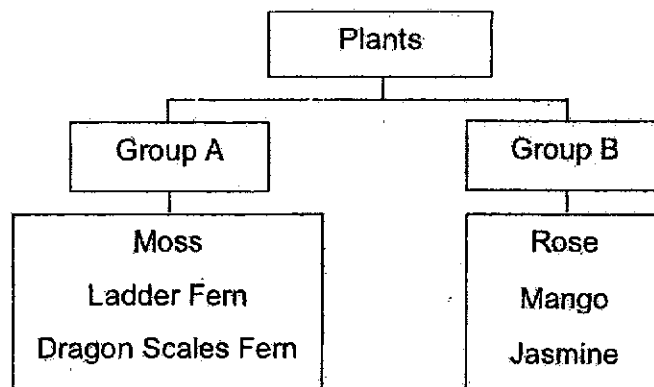 Plants
Group A
Group B
Moss
Ladder Fern
Dragon Scales Fern
Rose
Mango
Jasmine